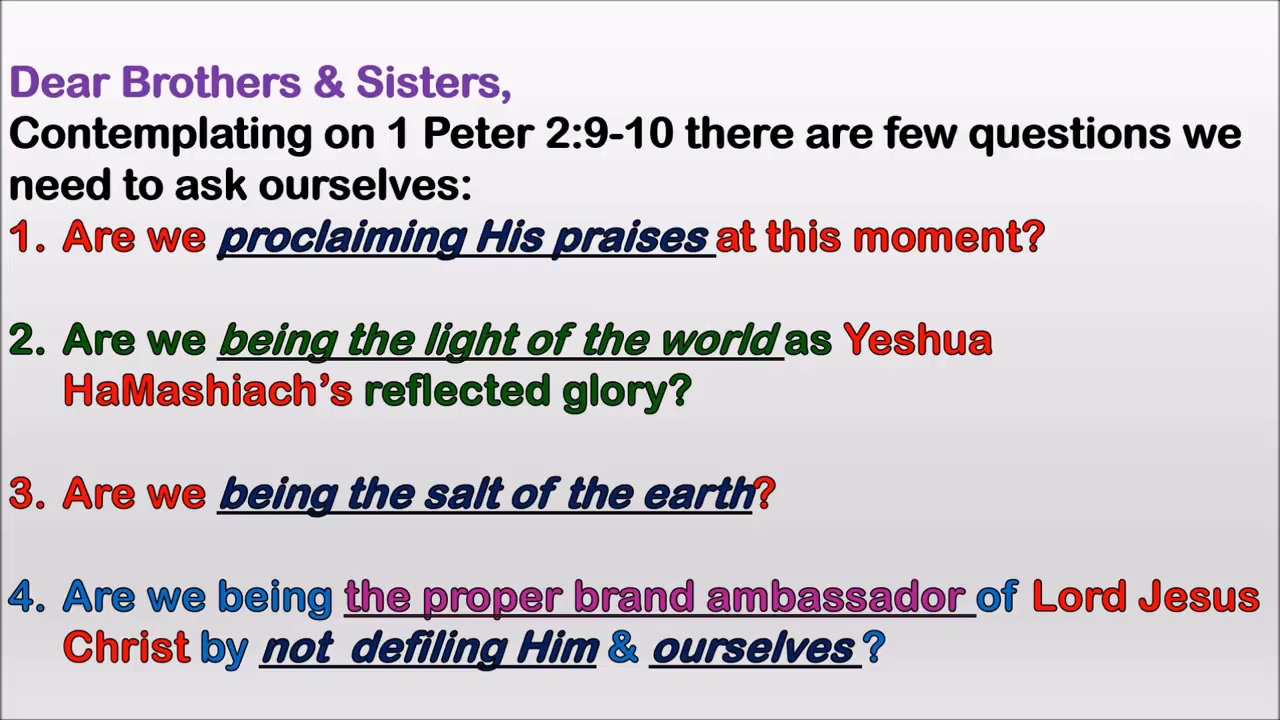 Dear Brothers & Sisters,
Contemplating on 1 Peter 2:9-10 there are few questions we
need to ask ourselves:
1. Are we proclaiming His praises at this moment?
2. Are we being the light of the world as Yeshua
HaMashiach’s reflected glory?
3. Are we being the salt of the earth?
4. Are we being the proper brand ambassador of Lord Jesus
Christ by not defiling Him & ourselves ?